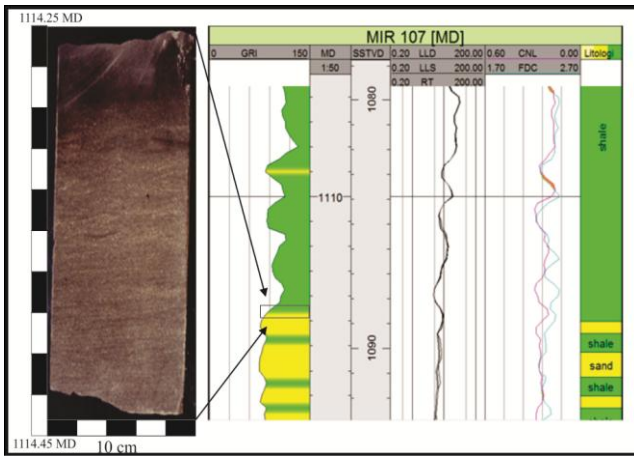 1114.25 MD
MIR 107 [MD]
0 GRI 150 MD SSTVD 0.20 LLD 200.00 0.60 CNL 0.00 Litologi
1:50 0.20 LLS 200.00 1.70 FDC 2.70
0.20 RT 200.00
1080
shale
1110
1090
shale
sand
shale
shale
1114.45 MD
10 cm